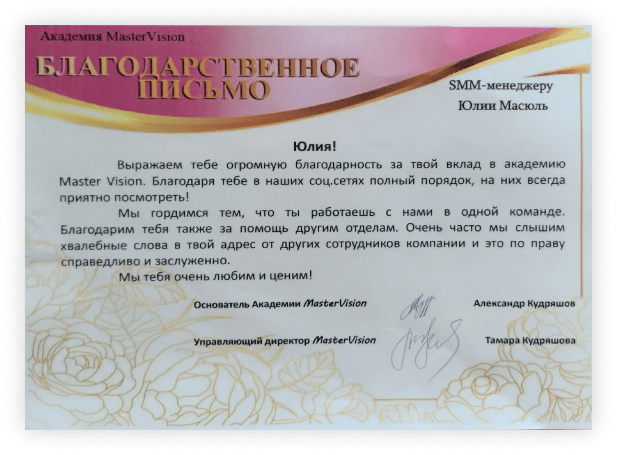 Академия MasterVision
БЛАГОДАРСТВЕННОЕ
ПИСЬМО
SMM-менеджеру
Юлии Масюль
Юлия!
Выражаем тебе огромную благодарность за твой вклад в академию
Master Vision. Благодаря тебе в наших соц.сетях полный порядок, на них всегда
приятно посмотреть!
Мы гордимся тем, что ты работаешь с нами в одной команде.
Благодарим тебя также за помощь другим отделам. Очень часто мы слышим
хвалебные слова в твой адрес от других сотрудников компании и это по праву
справедливо и заслуженно.
Мы тебя очень любим и ценим!
Основатель Академии MasterVision Александр Кудряшов
Управляющий директор MasterVision Тамара Кудряшова